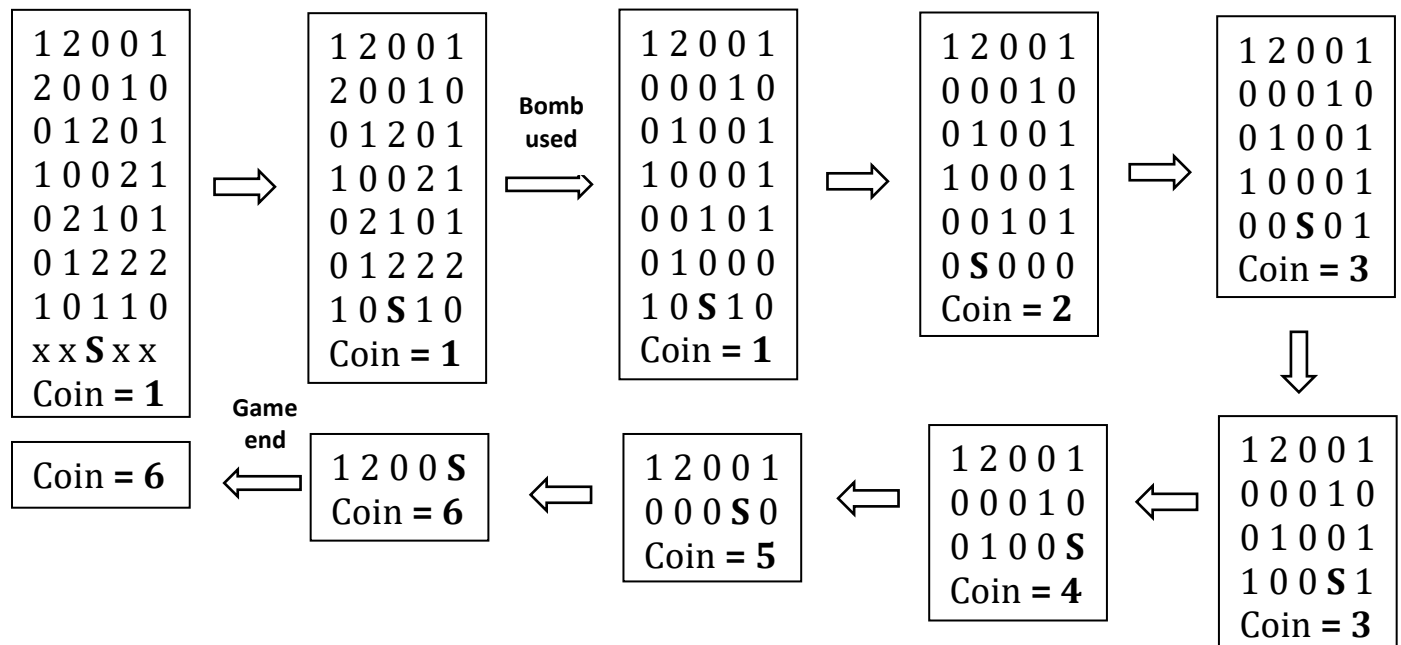 1 2 0 0 1
2 0 0 1 0
0 1 2 0 1
1 0 0 2 1
0 2 1 0 1
0 1 2 2 2
1 0 1 1 0
x x S x x
Coin = 1
1 2 0 0 1
2 0 0 1 0
0 1 2 0 1
1 0 0 2 1
0 2 1 0 1
0 1 2 2 2
1 0 S 1 0
Coin = 1
Bomb
used
1 2 0 0 1
0 0 0 1 0
0 1 0 0 1
1 0 0 0 1
0 0 1 0 1
0 1 0 0 0
1 0 S 1 0
Coin = 1
1 2 0 0 1
0 0 0 1 0
0 1 0 0 1
1 0 0 0 1
0 0 1 0 1
0 S 0 0 0
Coin = 2
1 2 0 0 1
0 0 0 1 0
0 1 0 0 1
1 0 0 0 1
0 0 S 0 1
Coin = 3
1 2 0 0 1
0 0 0 1 0
0 1 0 0 1
1 0 0 S 1
Coin = 3
1 2 0 0 1
0 0 0 1 0
0 1 0 0 S
Coin = 4
1 2 0 0 1
0 0 0 S 0
Coin = 5
1 2 0 0 S
Coin = 6
Game
end
Coin = 6